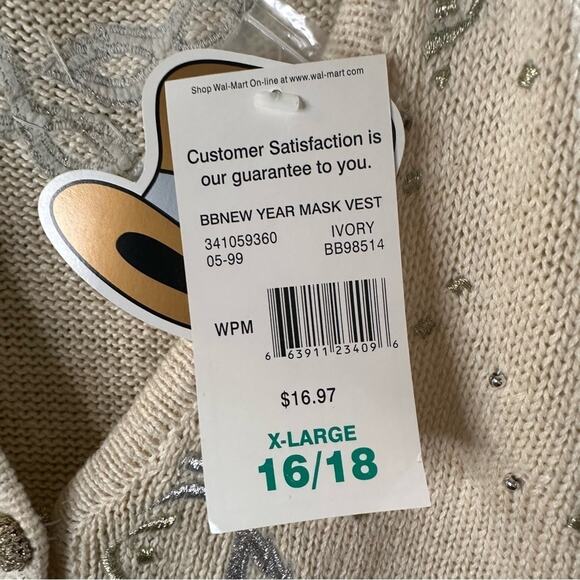 Shop Wal-Mart On-line at www.wal-mart.com
Customer Satisfaction is
our guarantee to you.
BBNEW YEAR MASK VEST
341059360 IVORY
05-99 BB98514
WPM
6 63911 23409 6
$16.97
X-LARGE
16/18